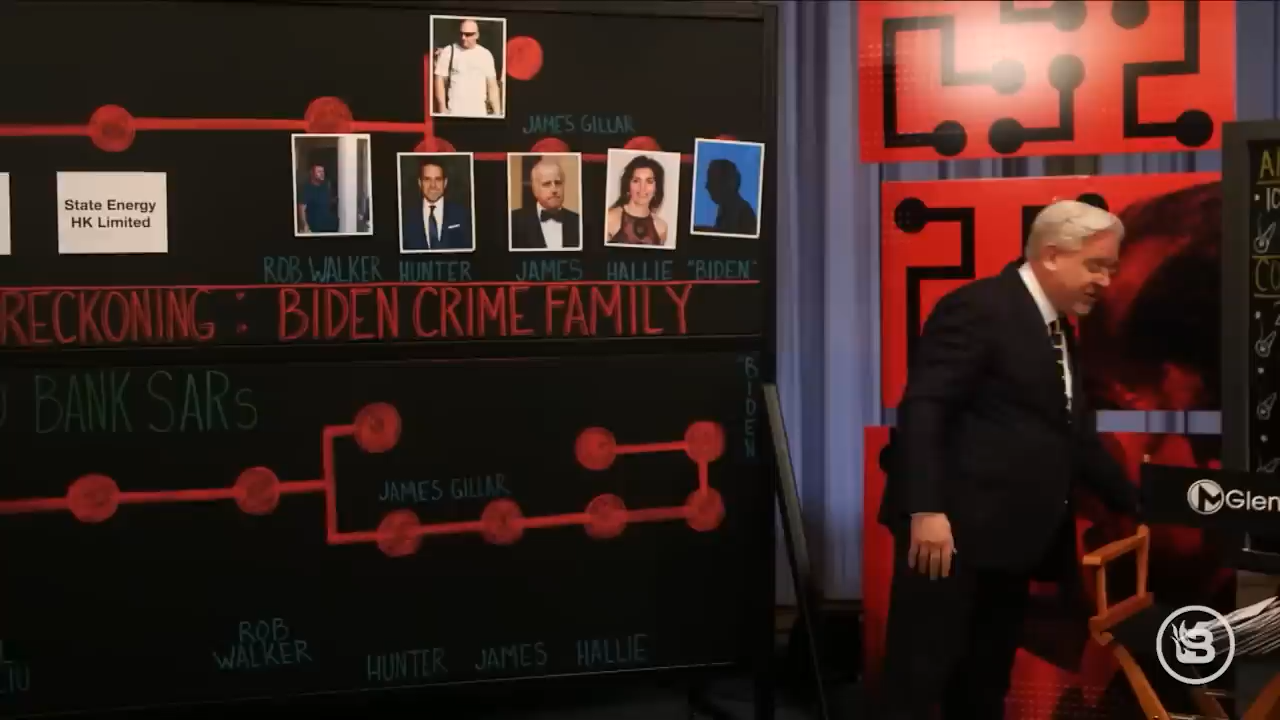 JAMES GILLAR
State Energy
HK Limited
ROB WALKER
HUNTER
JAMES
HALLIE
"BIDEN"
RECKONING: BIDEN CRIME FAMILY
BANK SARs
"BIDEN
JAMES GILLAR
ROB
WALKER
HUNTER
JAMES
HALLIE
Glen